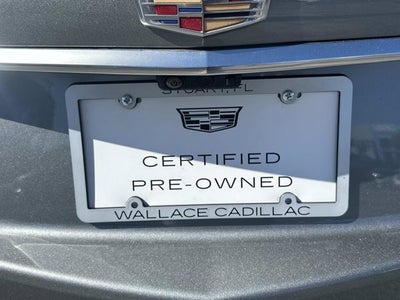 STUART, FL
CERTIFIED
PRE-OWNED
WALLACE CADILLAC